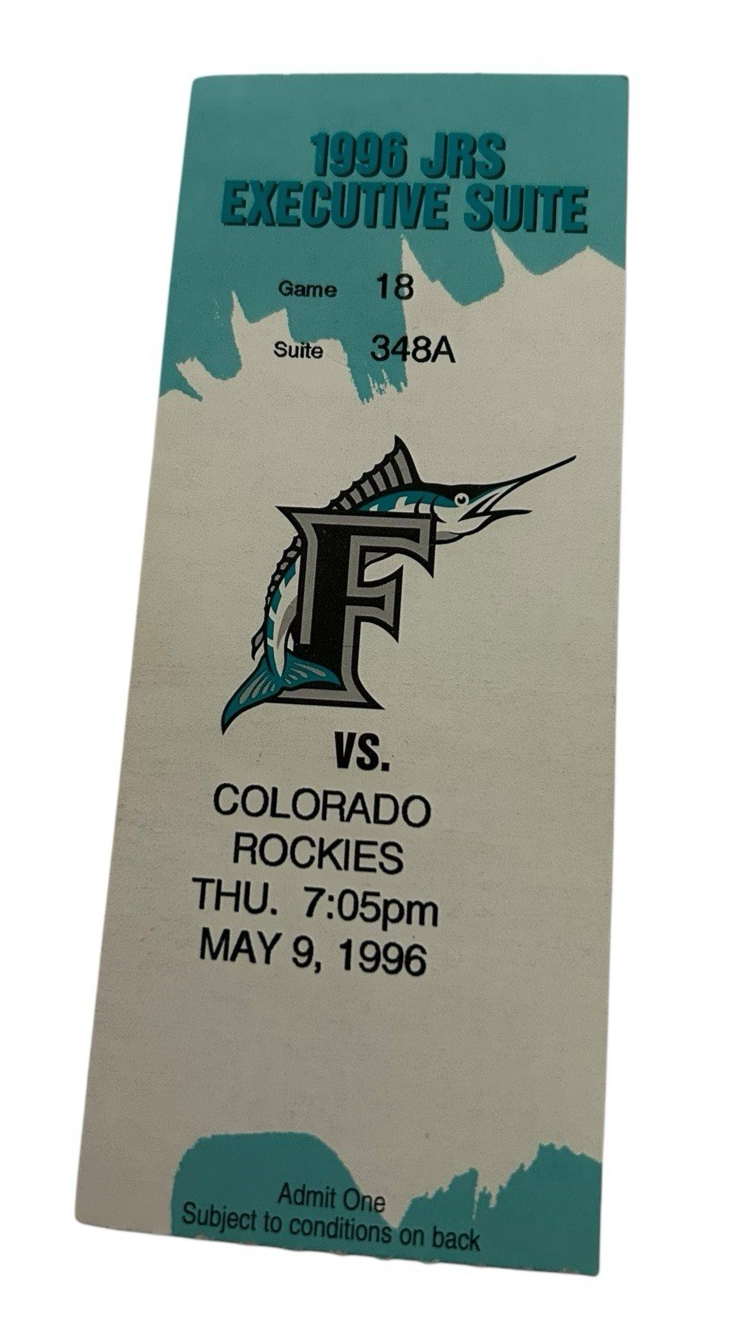 1996 JRS
EXECUTIVE SUITE
Game 18
Suite 348A
F
VS.
COLORADO
ROCKIES
THU. 7:05pm
MAY 9, 1996
Admit One
Subject to conditions on back